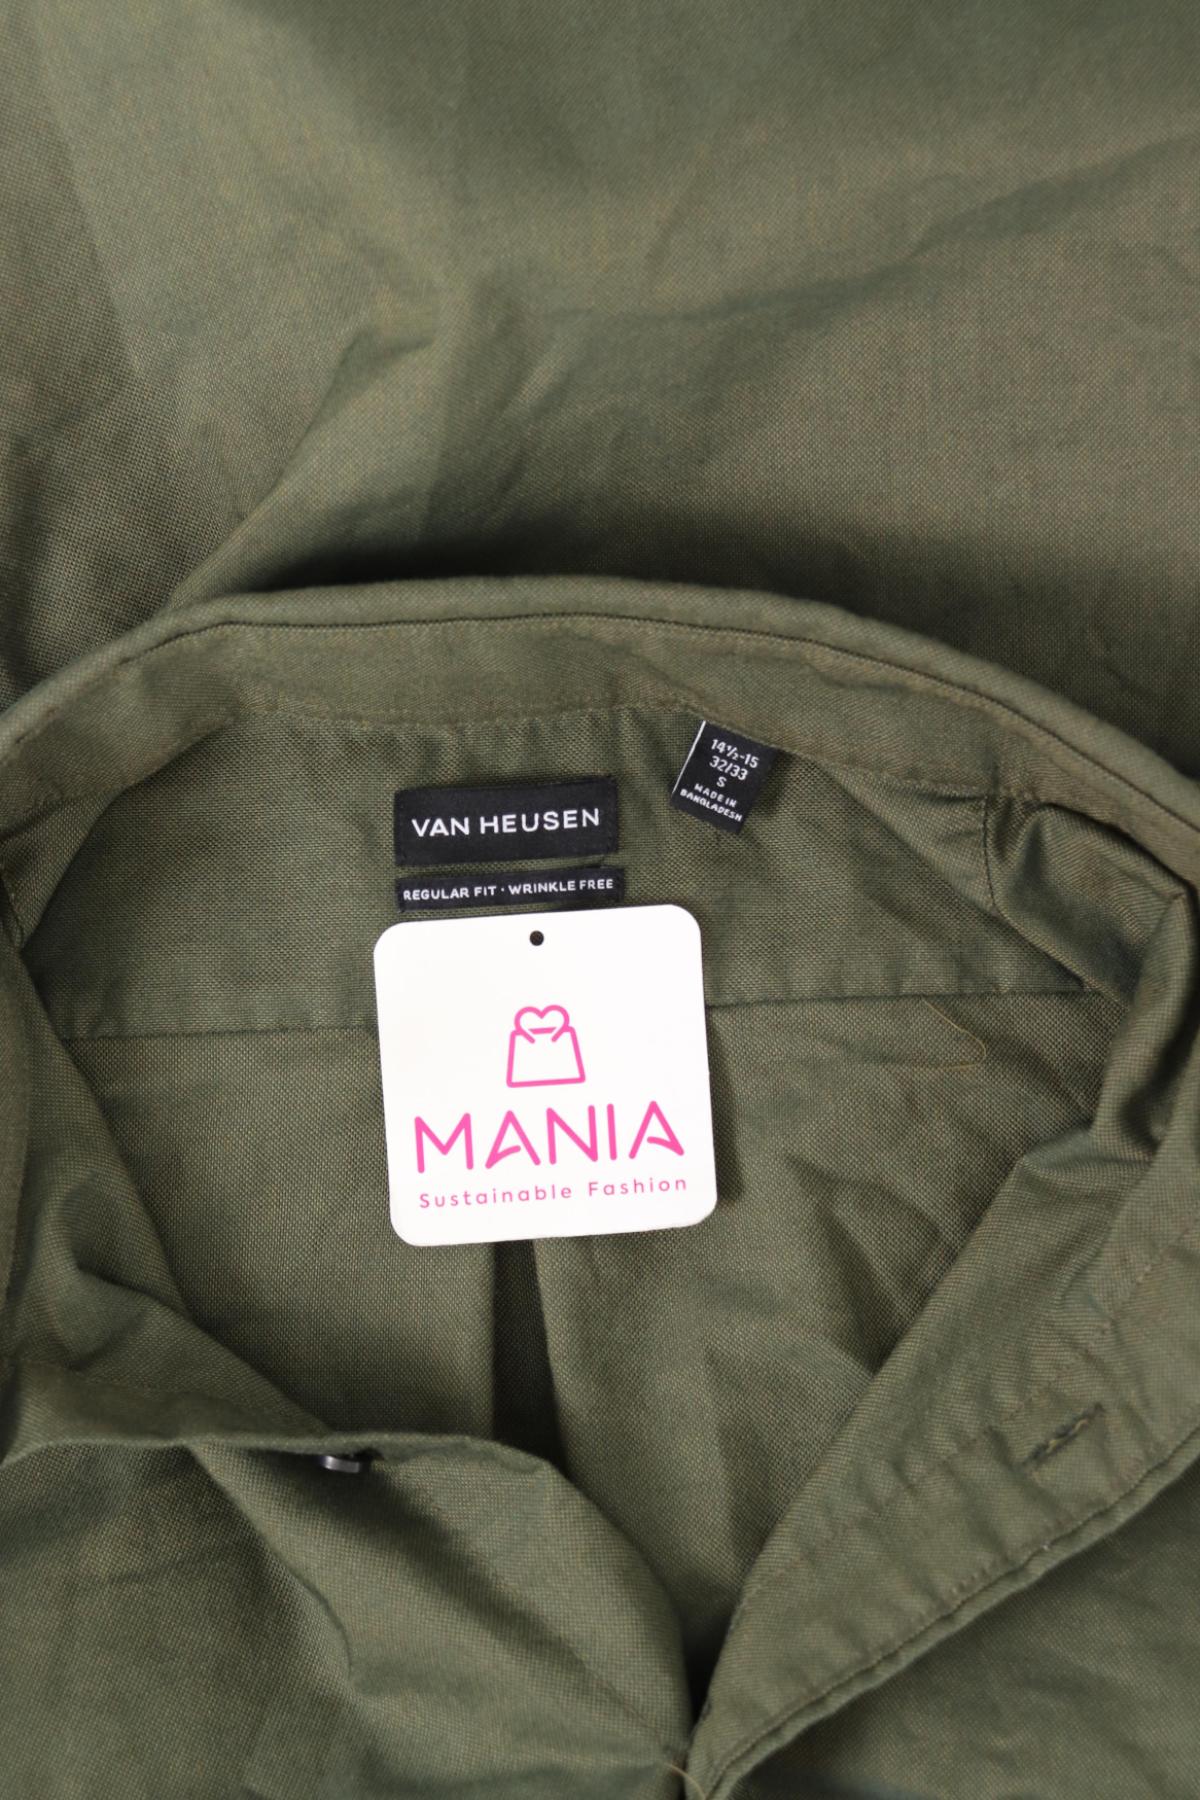 VAN HEUSEN
REGULAR FIT · WRINKLE FREE
14½-15
32/33
S
MADE IN
BANGLADESH
MANIA
Sustainable Fashion